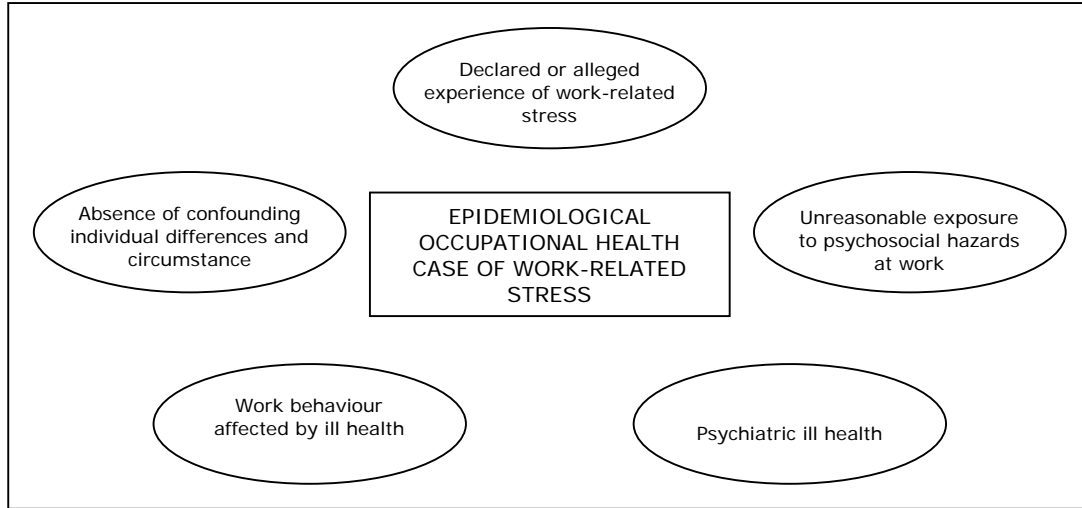 Declared or alleged
experience of work-related
stress
Absence of confounding
individual differences and
circumstance
EPIDEMIOLOGICAL
OCCUPATIONAL HEALTH
CASE OF WORK-RELATED
STRESS
Unreasonable exposure
to psychosocial hazards
at work
Work behaviour
affected by ill health
Psychiatric ill health